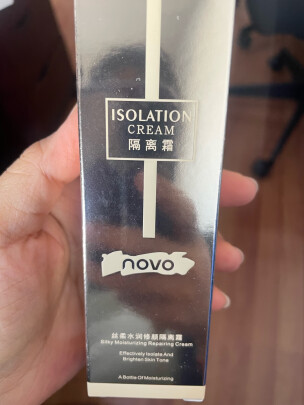 ISOLATION
CREAM
隔离霜
novo
丝柔水润修颜隔离霜
Silky Moisturizing Repairing Cream
Effectively Isolate And
Brighten Skin Tone
A Bottle Of Moisturizing